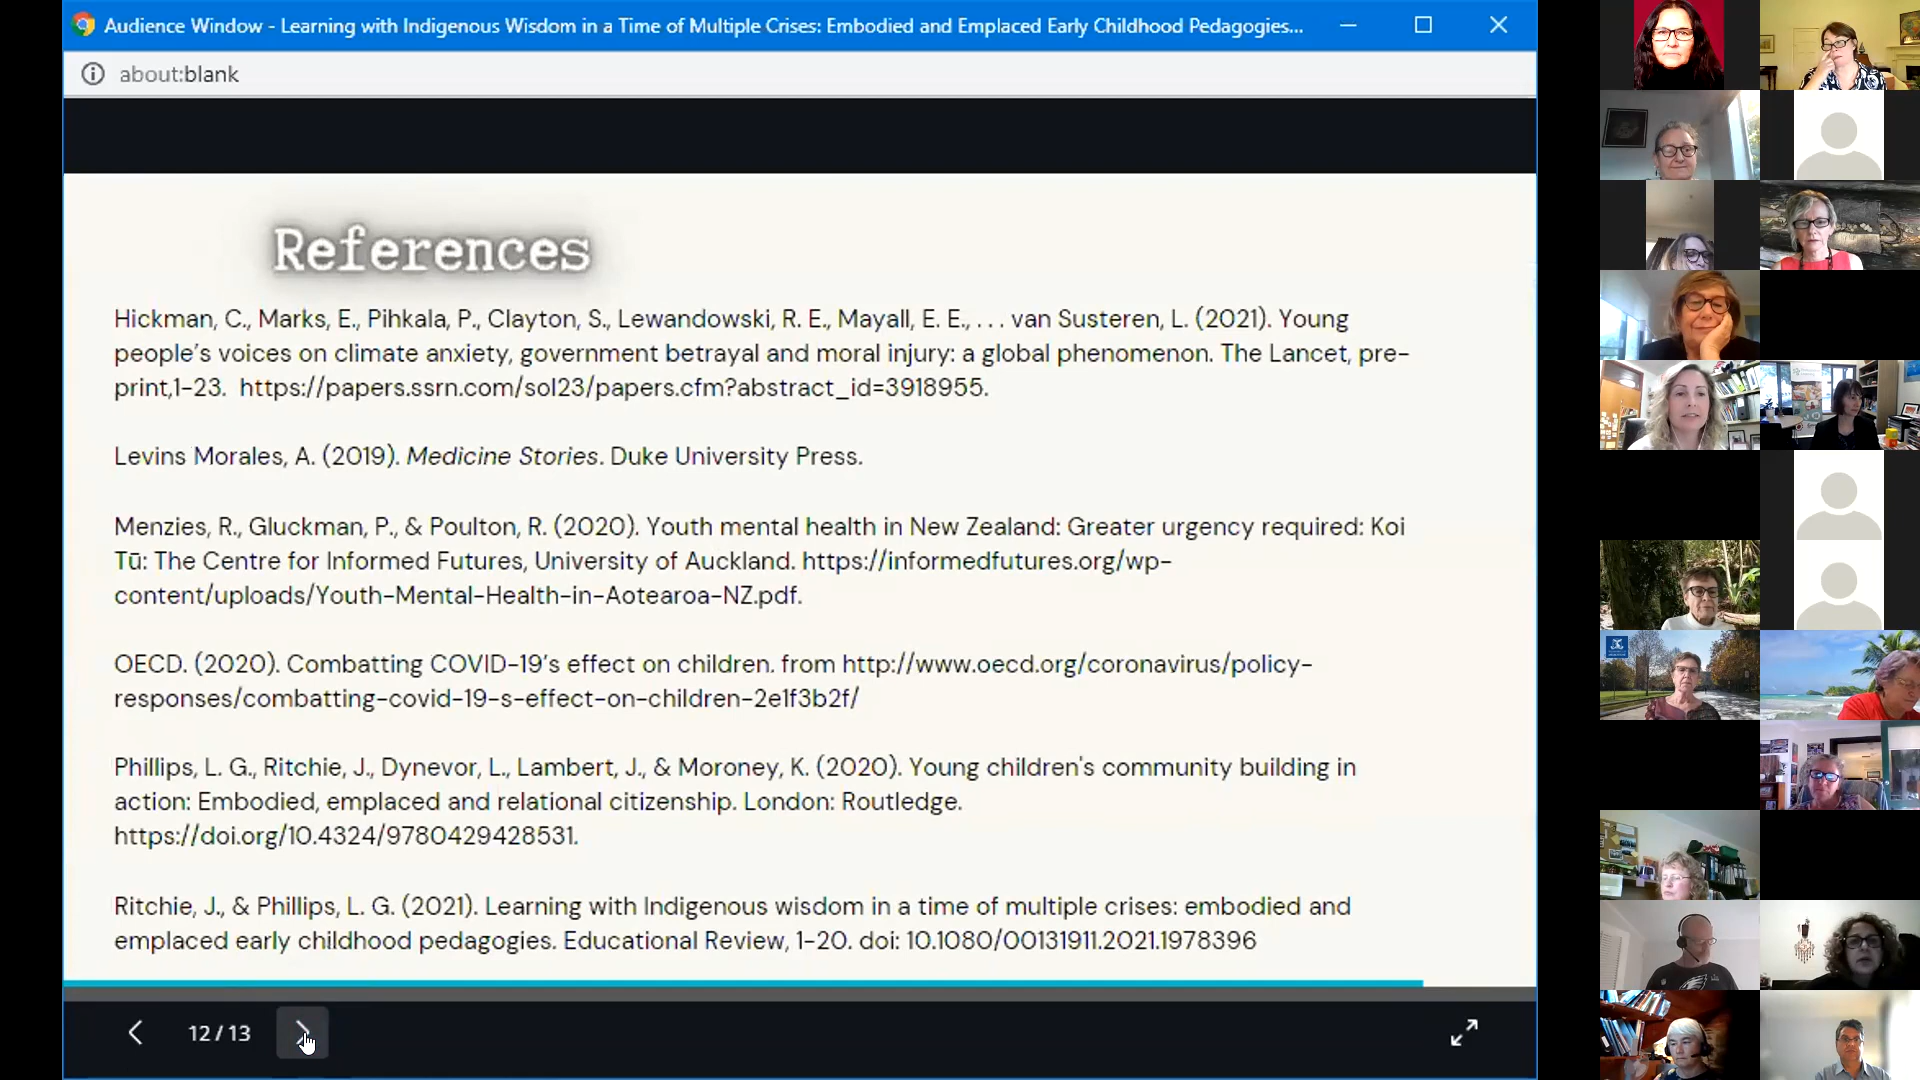 Audience Window - Learning with Indigenous Wisdom in a Time of Multiple Crises: Embodied and Emplaced Early Childhood Pedagogies...
about:blank
References
Hickman, C., Marks, E., Pihkala, P., Clayton, S., Lewandowski, R. E., Mayall, E. E., . . . van Susteren, L. (2021). Young
people's voices on climate anxiety, government betrayal and moral injury: a global phenomenon. The Lancet, pre-
print,1-23. https://papers.ssrn.com/sol23/papers.cfm?abstract_id=3918955.
Levins Morales, A. (2019). Medicine Stories. Duke University Press.
Menzies, R., Gluckman, P., & Poulton, R. (2020). Youth mental health in New Zealand: Greater urgency required: Koi
Tū: The Centre for Informed Futures, University of Auckland. https://informedfutures.org/wp-
content/uploads/Youth-Mental-Health-in-Aotearoa-NZ.pdf.
OECD. (2020). Combatting COVID-19's effect on children. from http://www.oecd.org/coronavirus/policy-
responses/combatting-covid-19-s-effect-on-children-2e1f3b2f/
Phillips, L. G., Ritchie, J., Dynevor, L., Lambert, J., & Moroney, K. (2020). Young children's community building in
action: Embodied, emplaced and relational citizenship. London: Routledge.
https://doi.org/10.4324/9780429428531.
Ritchie, J., & Phillips, L. G. (2021). Learning with Indigenous wisdom in a time of multiple crises: embodied and
emplaced early childhood pedagogies. Educational Review, 1-20. doi: 10.1080/00131911.2021.1978396
12 / 13